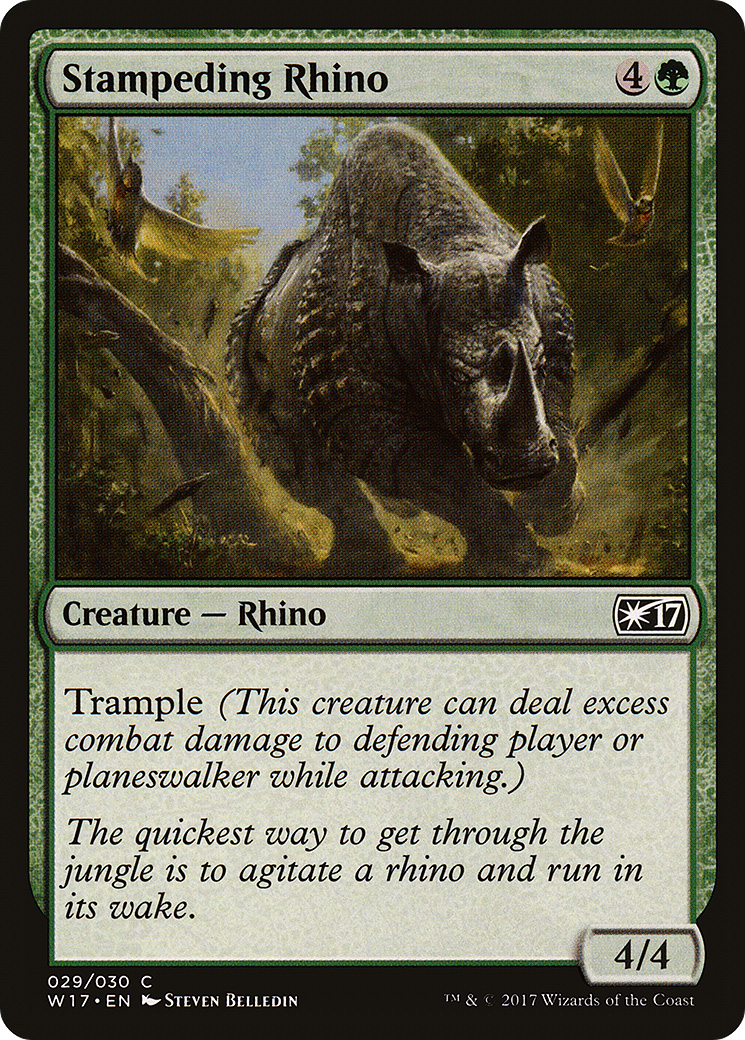 Stampeding Rhino 4
Creature — Rhino 17
Trample (This creature can deal excess
combat damage to defending player or
planeswalker while attacking.)
The quickest way to get through the
jungle is to agitate a rhino and run in
its wake.
4/4
029/030 C
W17 • EN Steven Belledin ™ & © 2017 Wizards of the Coast